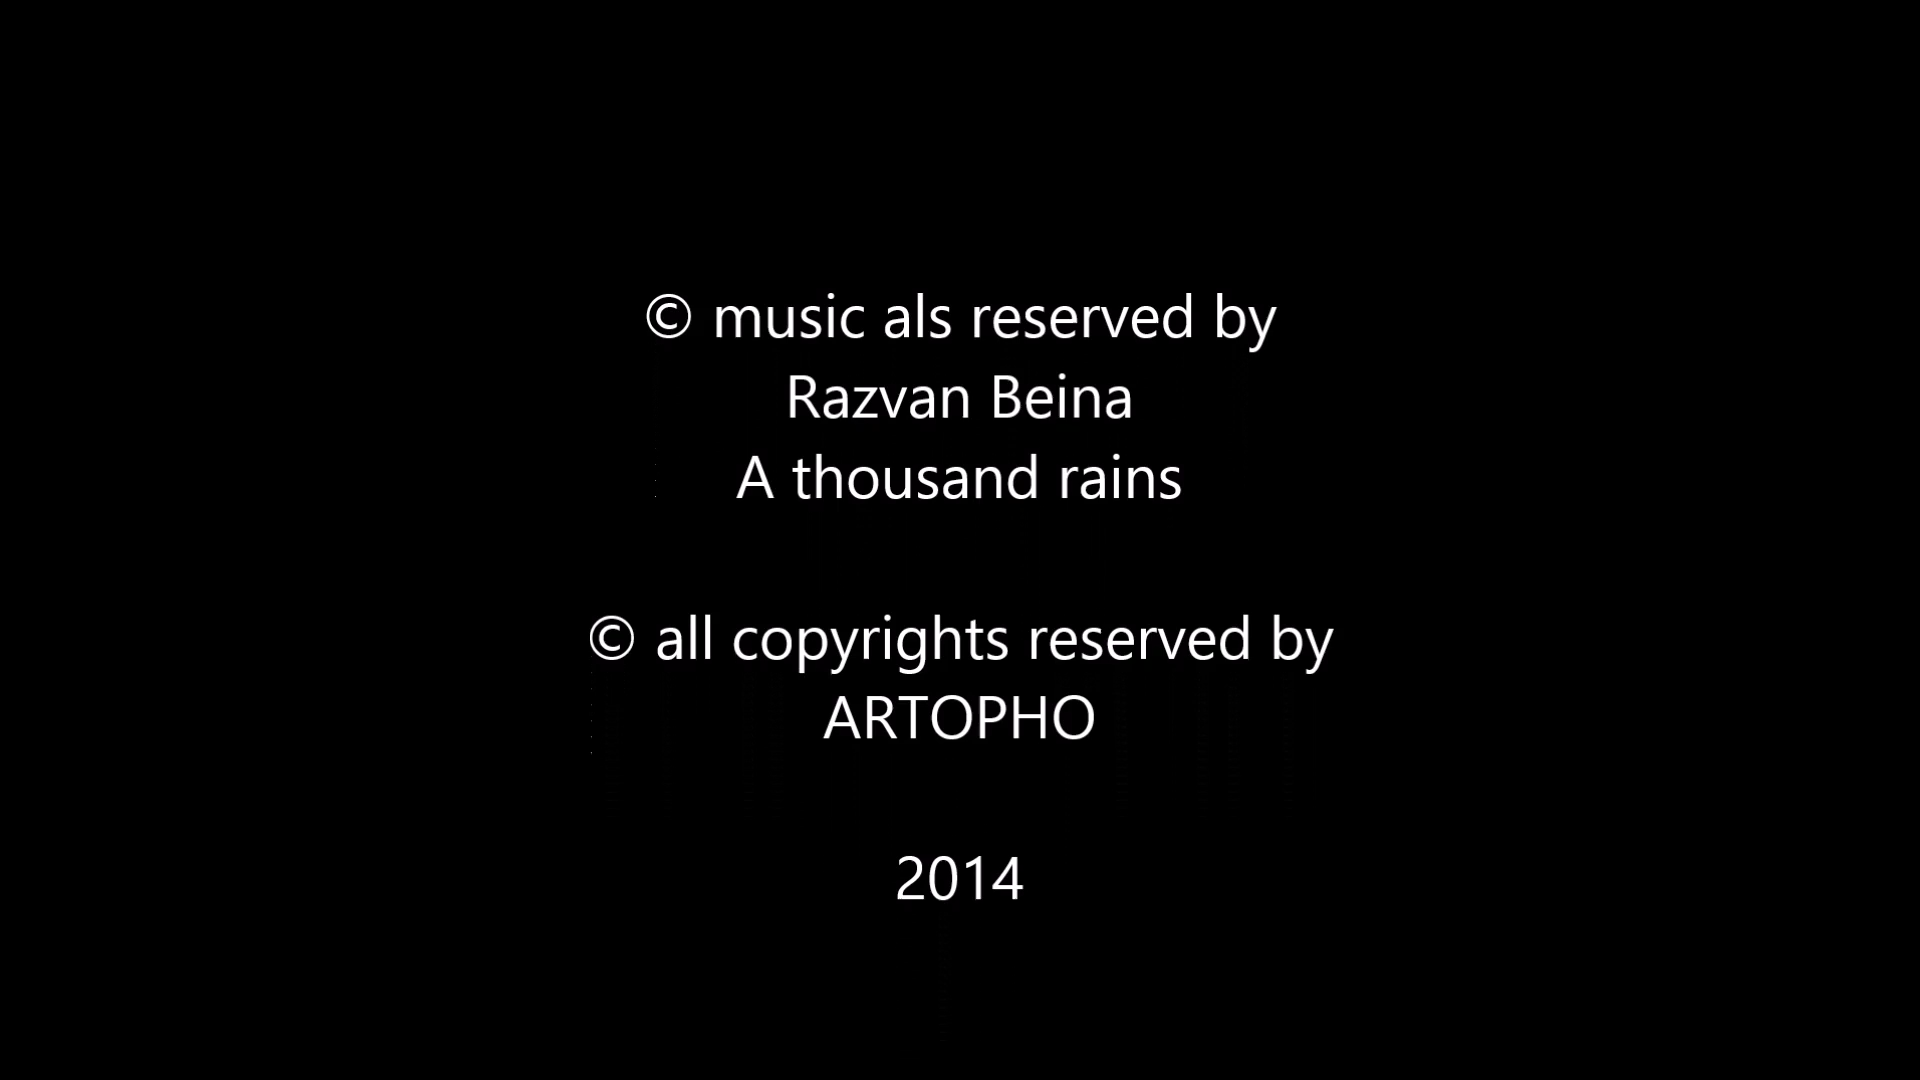 © music als reserved by
Razvan Beina
A thousand rains
© all copyrights reserved by
ARTOPHO
2014